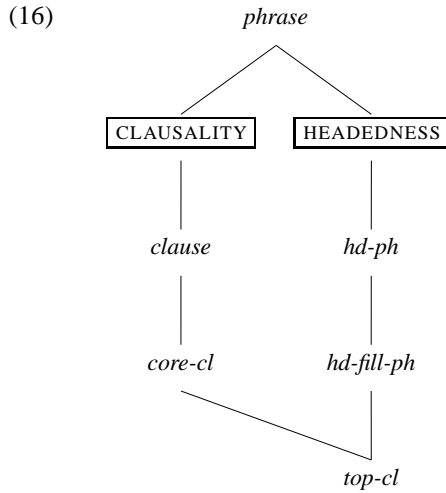 (16) phrase
CLAUSALITY HEADEDNESS
clause hd-ph
core-cl hd-fill-ph
top-cl